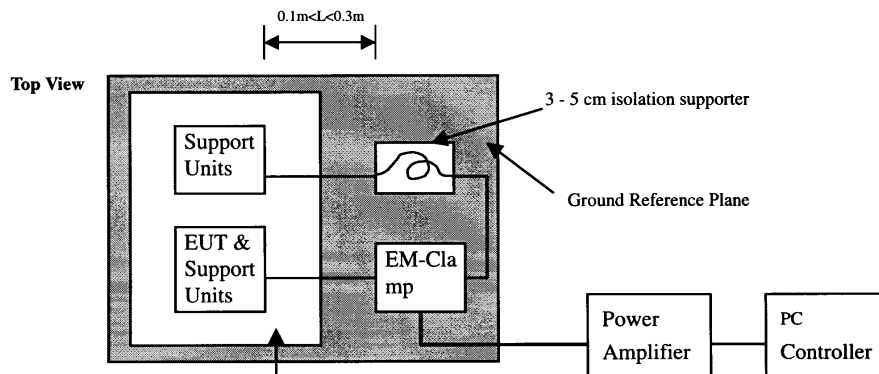 0.1m<L<0.3m
Top View
3 - 5 cm isolation supporter
Support
Units
Ground Reference Plane
EUT &
Support
Units
EM-Cla
mp
Power
Amplifier
PC
Controller